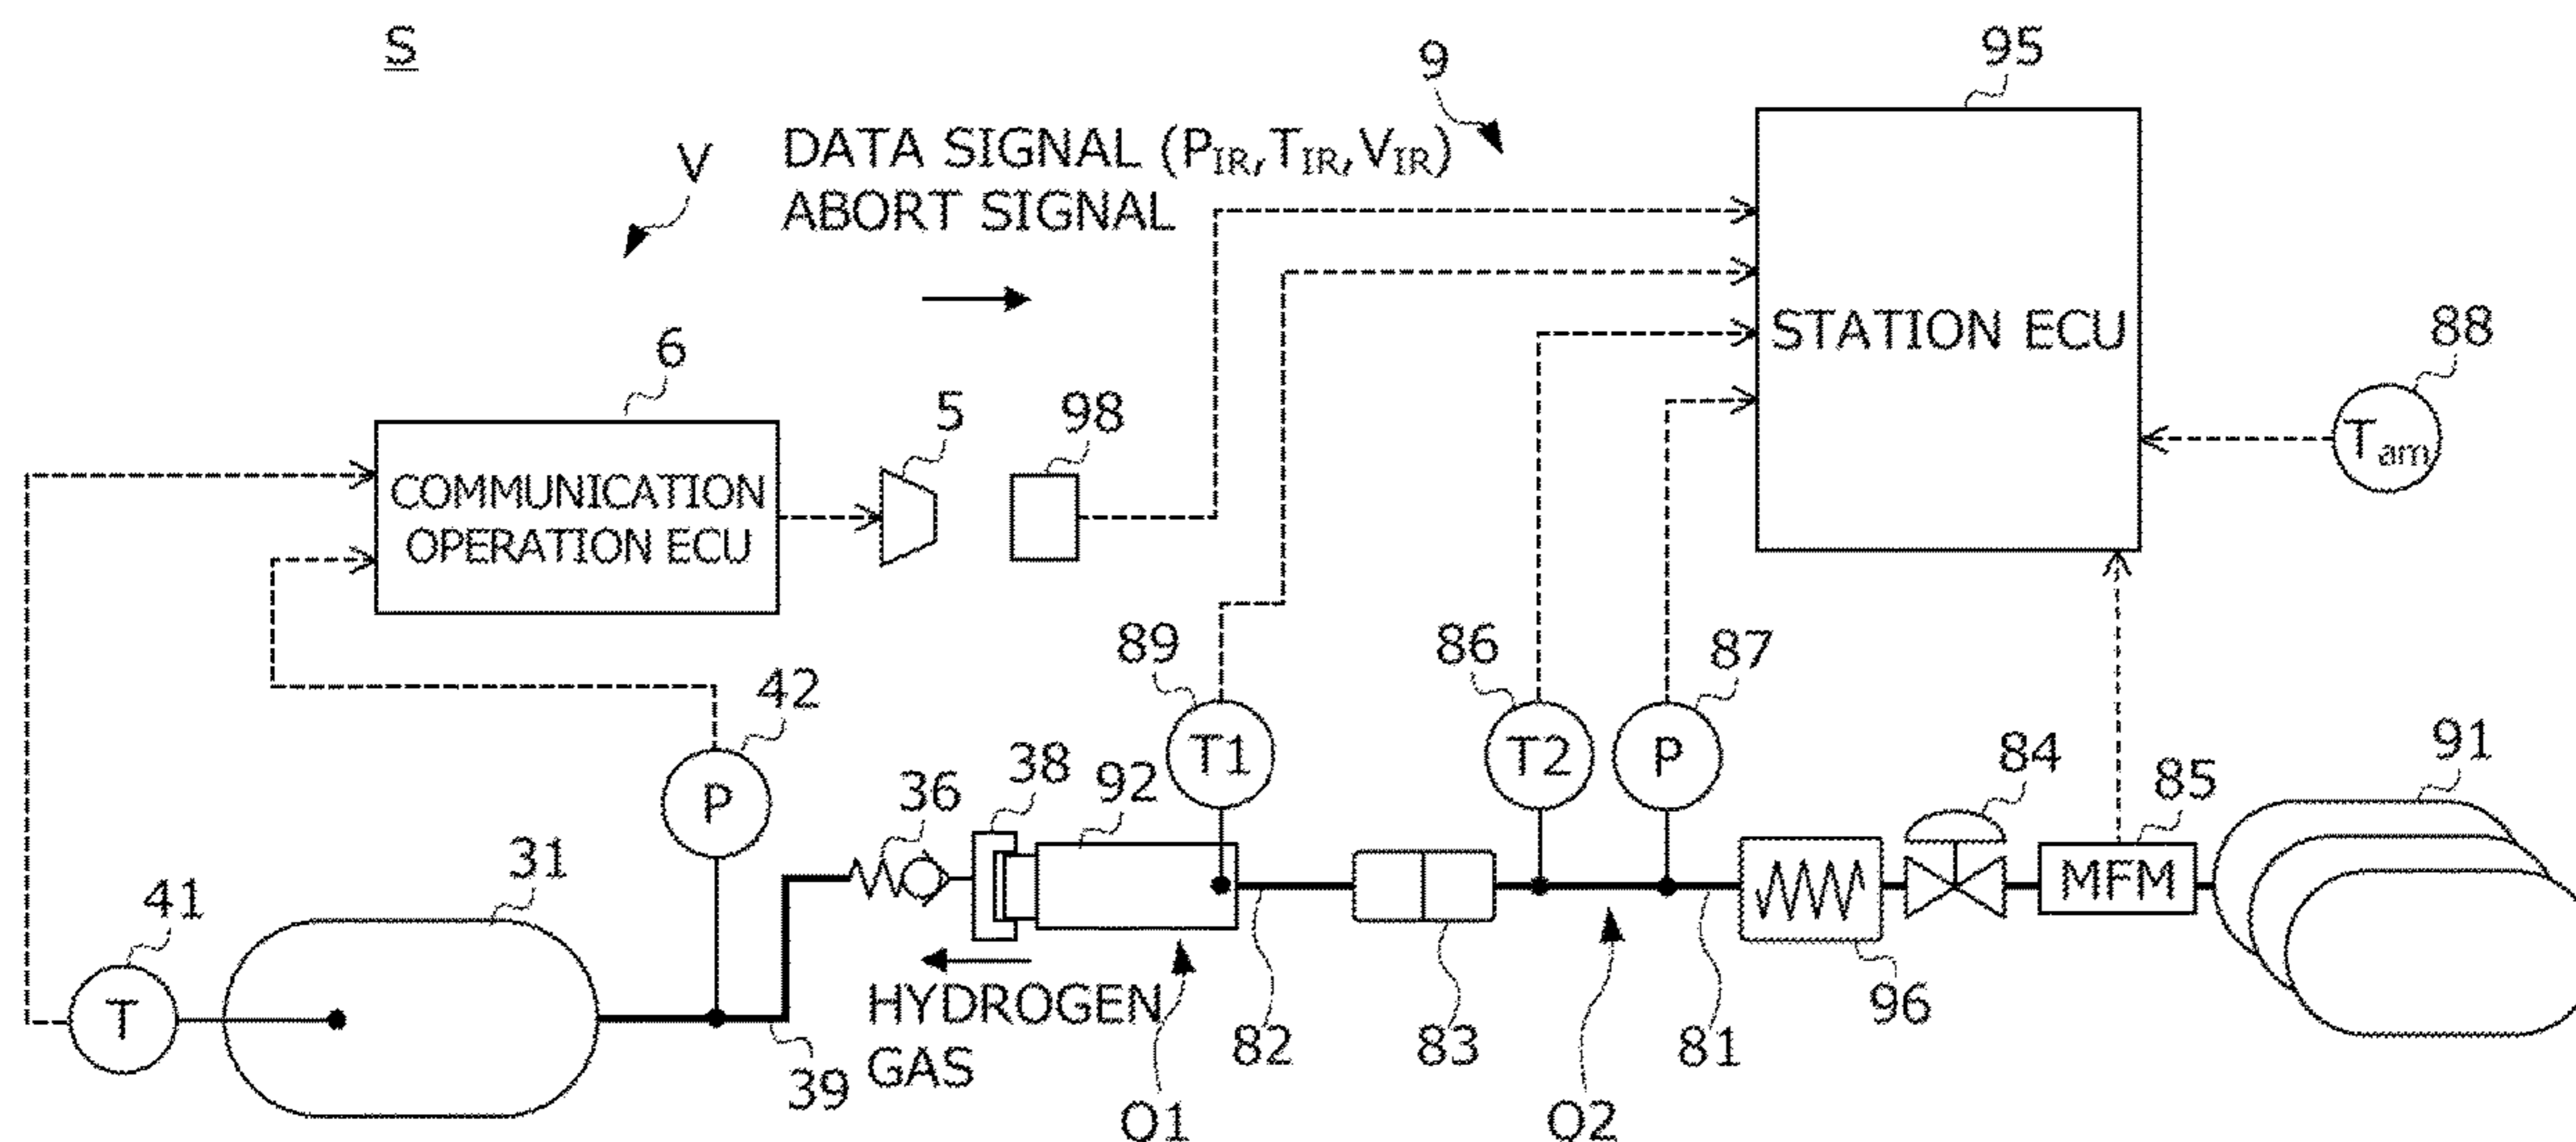 S
9
95
V
DATA SIGNAL (PIR, TIR, VIR)
ABORT SIGNAL
6
5
98
STATION ECU
88
Tam
COMMUNICATION
OPERATION ECU
89
86
87
42
T1
T2
P
84
91
P
36
38
92
85
MFM
41
31
T
HYDROGEN
GAS
39
82
83
81
96
O1
O2